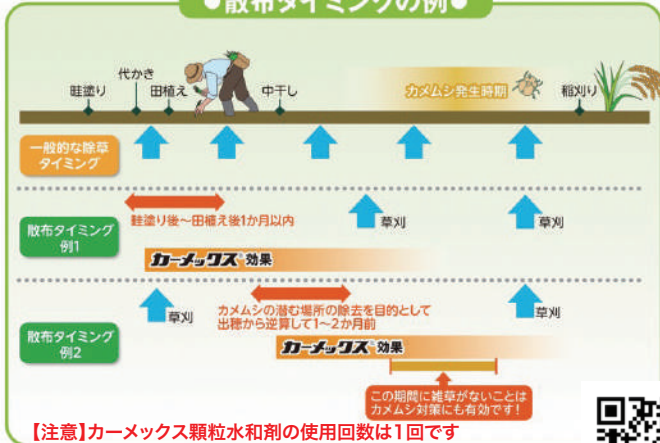 ●散布タイミングの例●
代かき
畦塗り 田植え 中干し カメムシ発生時期 稲刈り
一般的な除草
タイミング
散布タイミング
例1
畦塗り後～田植え後1か月以内
草刈
草刈
カーメックス® 効果
散布タイミング
例2
草刈
カメムシの潜む場所の除去を目的として
出穂から逆算して1～2か月前
草刈
カーメックス® 効果
この期間に雑草がないことは
カメムシ対策にも有効です!
【注意】カーメックス顆粒水和剤の使用回数は1回です